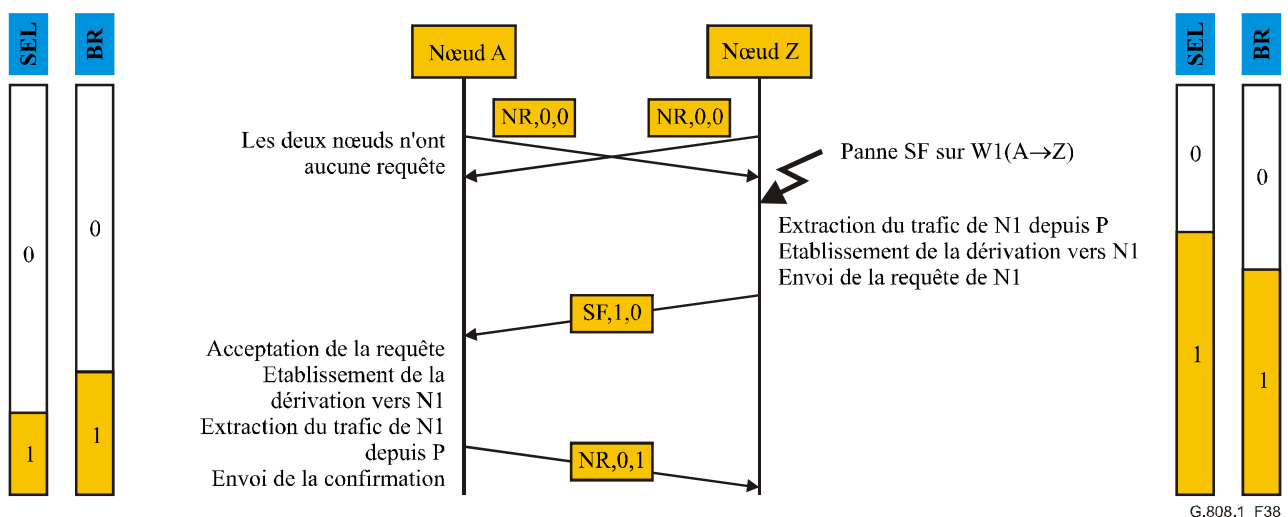 SEL
BR
Nœud A
Nœud Z
SEL
BR
NR,0,0
NR,0,0
Les deux nœuds n'ont
aucune requête
Panne SF sur W1(A→Z)
0
0
0
0
Extraction du trafic de N1 depuis P
Etablissement de la dérivation vers N1
Envoi de la requête de N1
SF,1,0
Acceptation de la requête
Etablissement de la
dérivation vers N1
Extraction du trafic de N1
depuis P
Envoi de la confirmation
NR,0,1
1
1
1
1
G.808.1_F38